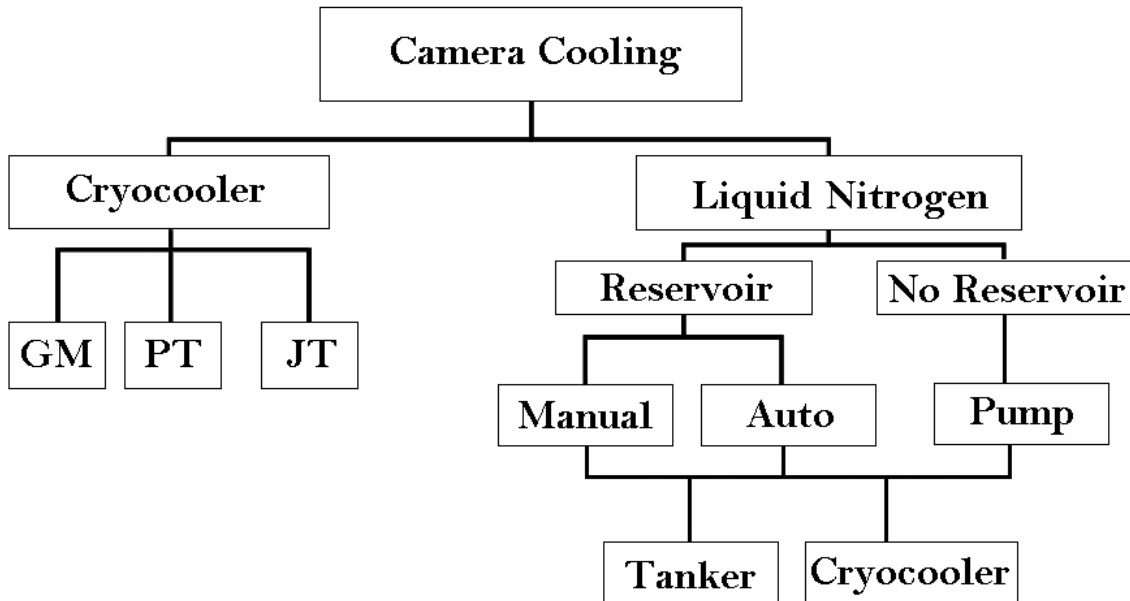 Camera Cooling
Cryocooler
Liquid Nitrogen
Reservoir
No Reservoir
GM
PT
JT
Manual
Auto
Pump
Tanker
Cryocooler